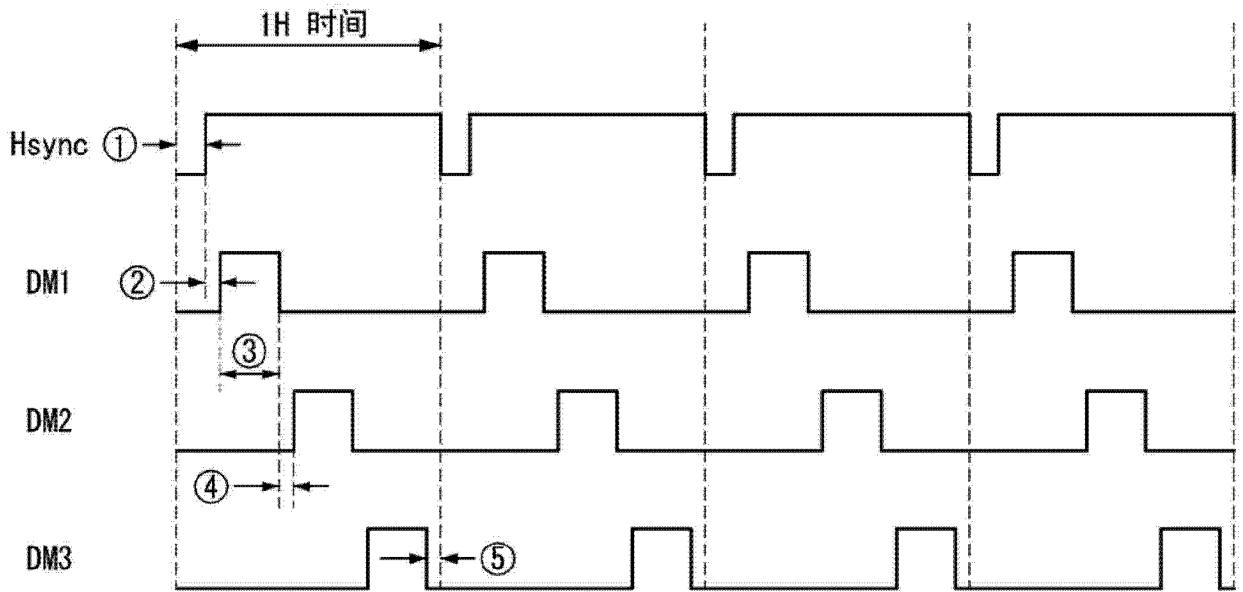 1H 时间
Hsync ①
DM1 ②
③
DM2
④
DM3 ⑤